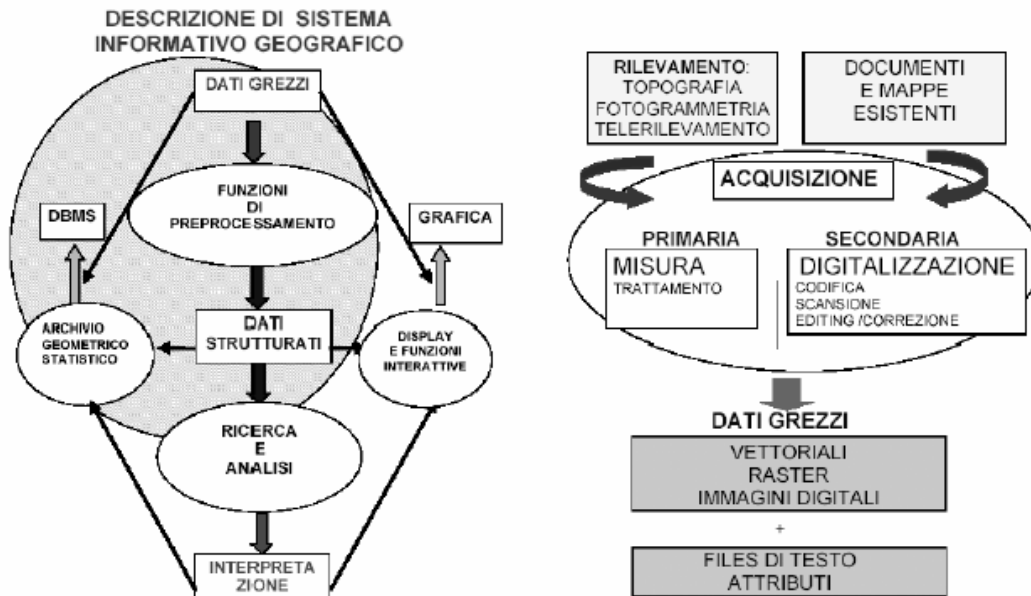 DESCRIZIONE DI SISTEMA
INFORMATIVO GEOGRAFICO
DATI GREZZI
FUNZIONI
DI
PREPROCESSAMENTO
DBMS
GRAFICA
ARCHIVIO
GEOMETRICO
STATISTICO
DATI
STRUTTURATI
DISPLAY
E FUNZIONI
INTERATTIVE
RICERCA
E
ANALISI
INTERPRETA
ZIONE
RILEVAMENTO:
TOPOGRAFIA
FOTOGRAMMETRIA
TELERILEVAMENTO
DOCUMENTI
E MAPPE
ESISTENTI
ACQUISIZIONE
PRIMARIA
MISURA
TRATTAMENTO
SECONDARIA
DIGITALIZZAZIONE
CODIFICA
SCANSIONE
EDITING /CORREZIONE
DATI GREZZI
VETTORIALI
RASTER
IMMAGINI DIGITALI
+
FILES DI TESTO
ATTRIBUTI